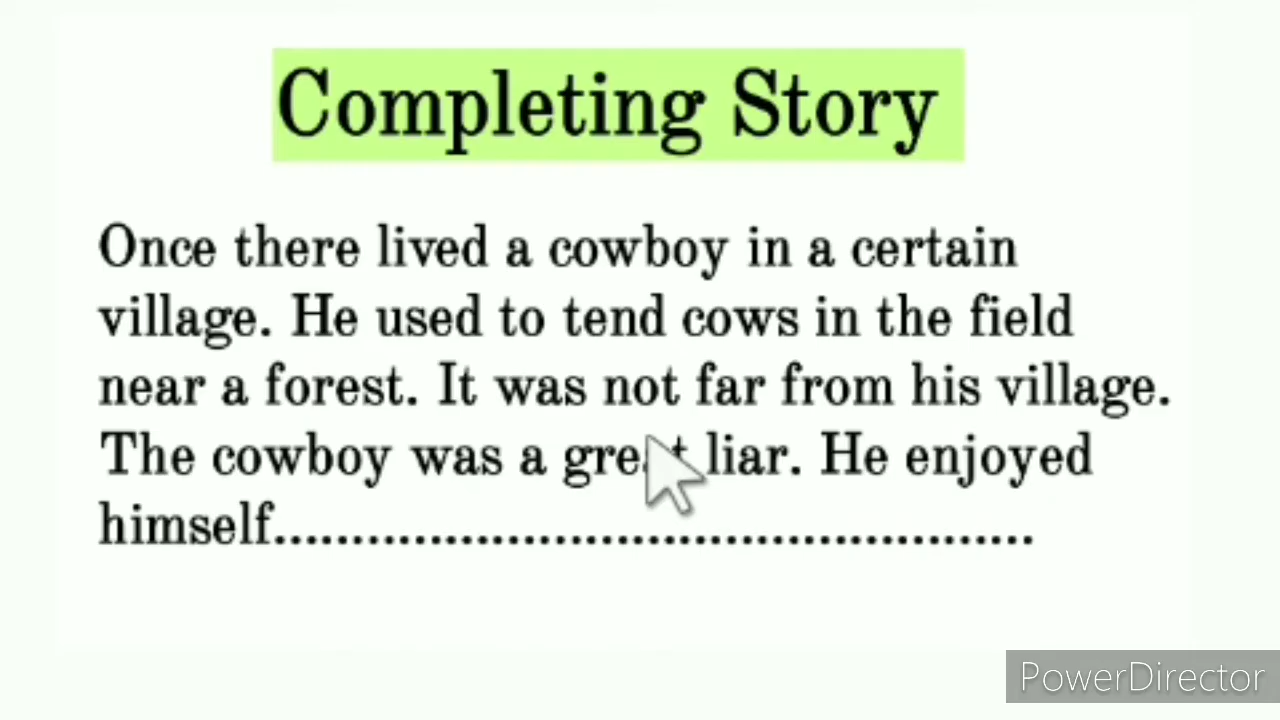 Completing Story
Once there lived a cowboy in a certain
village. He used to tend cows in the field
near a forest. It was not far from his village.
The cowboy was a great liar. He enjoyed
himself.................................................
PowerDirector